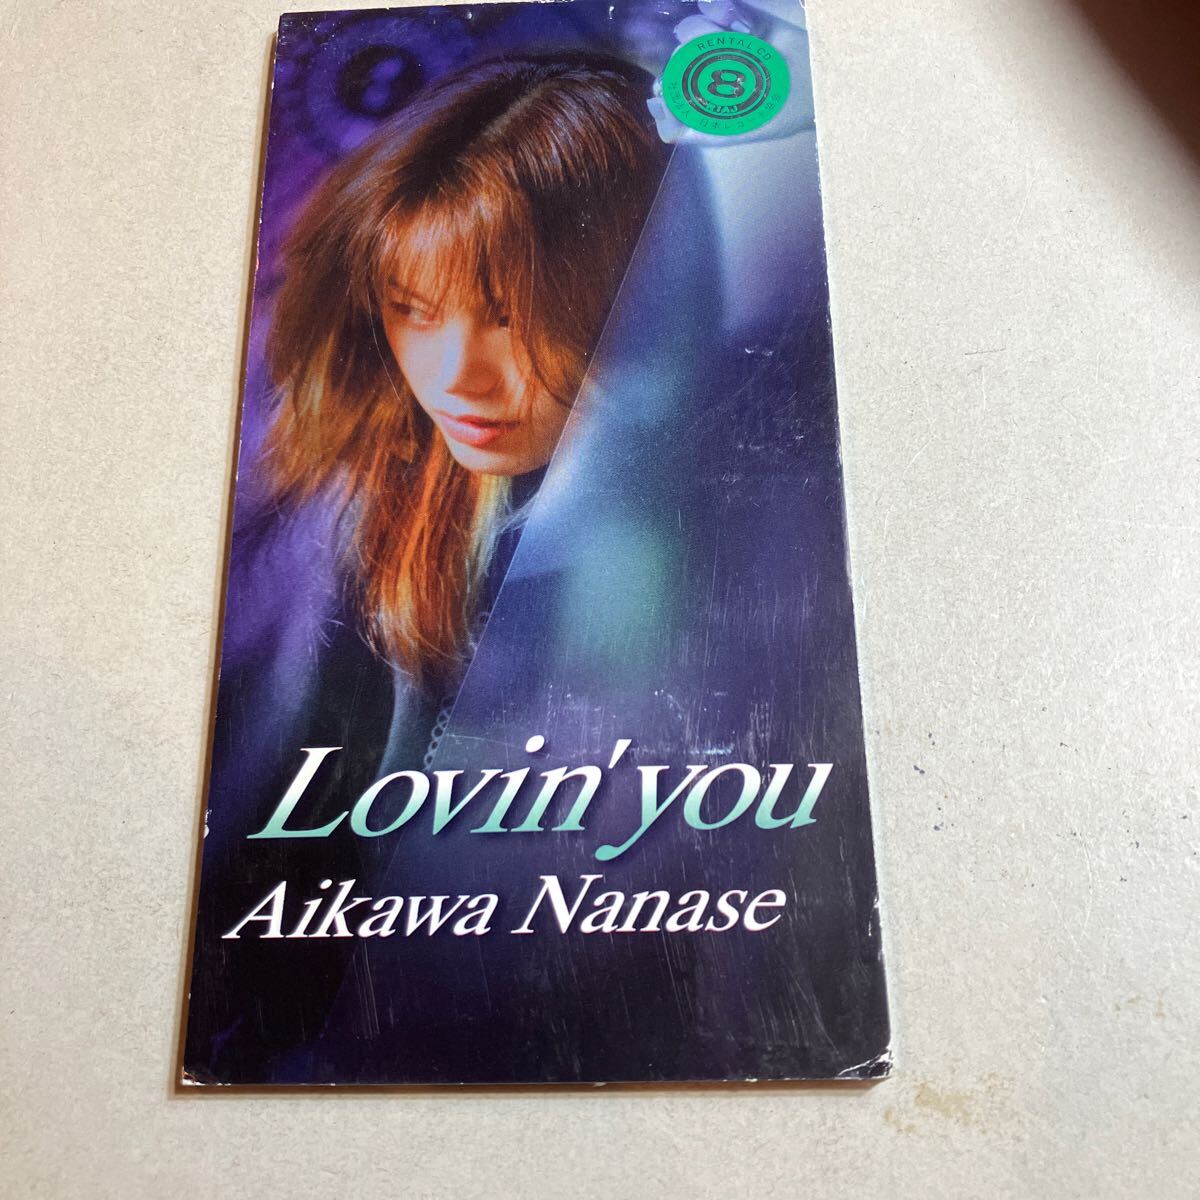 RENTAL CD
8
Lovin' you
Aikawa Nanase